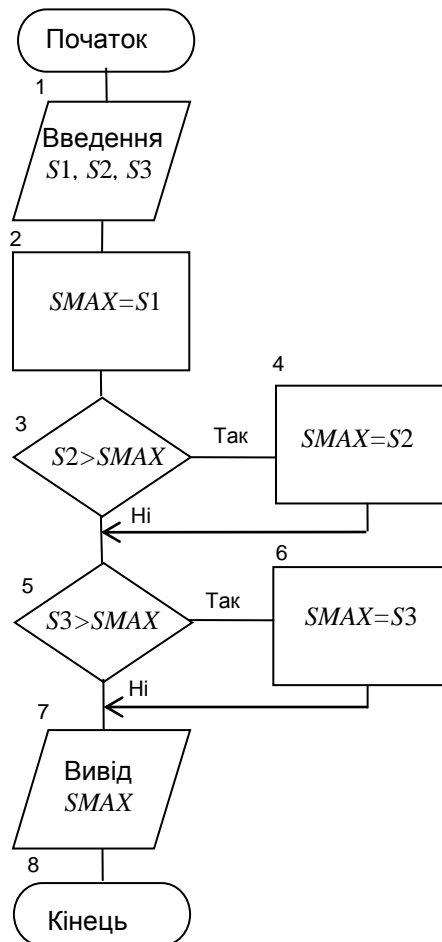 Початок
1
Введення
S1, S2, S3
2
SMAX=S1
3
S2>SMAX
Так
4
SMAX=S2
Ні
5
S3>SMAX
Так
6
SMAX=S3
Ні
7
Вивід
SMAX
8
Кінець